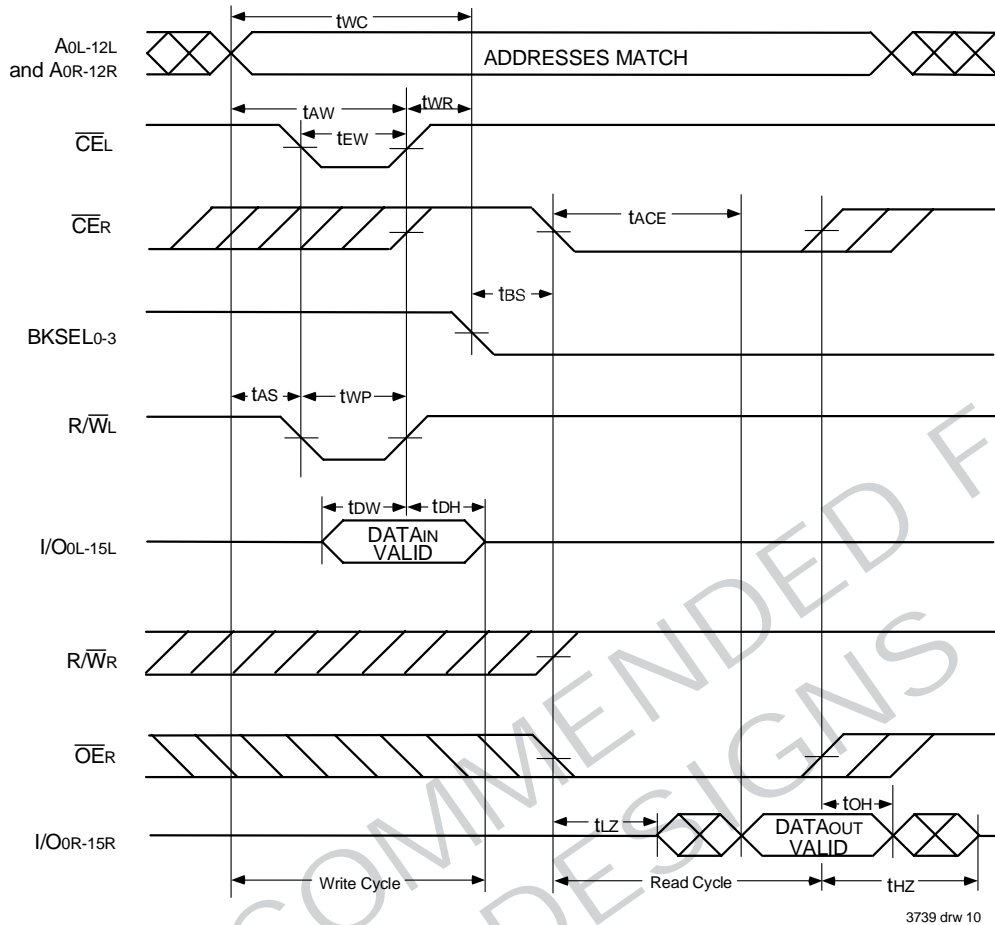 tWC
A0L-12L
and A0R-12R
ADDRESSES MATCH
tAW
tWR
CEL
tEW
CER
tACE
tBS
BKSEL0-3
tAS
tWP
R/WL
tDW
tDH
I/O0L-15L
DATAIN
VALID
R/WR
OER
tLZ
tOH
I/O0R-15R
DATAOUT
VALID
Write Cycle
Read Cycle
tHZ
3739 drw 10
COMMENDED F
DESIGNS